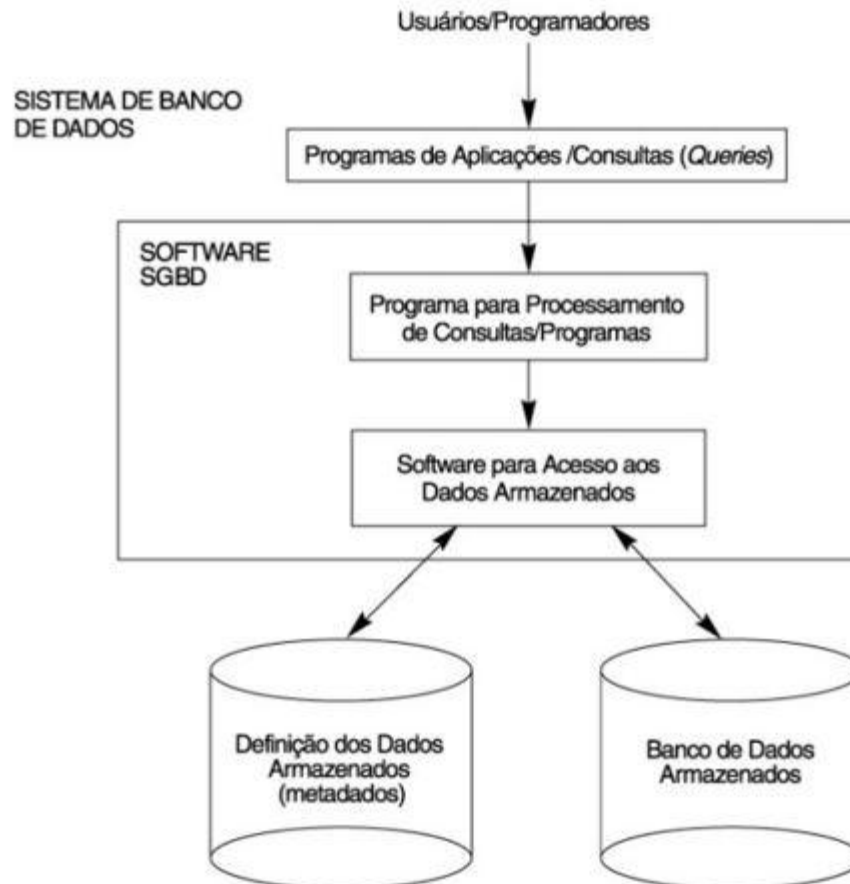 Usuários/Programadores
SISTEMA DE BANCO
DE DADOS
Programas de Aplicações /Consultas (Queries)
SOFTWARE
SGBD
Programa para Processamento
de Consultas/Programas
Software para Acesso aos
Dados Armazenados
Definição dos Dados
Armazenados
(metadados)
Banco de Dados
Armazenados